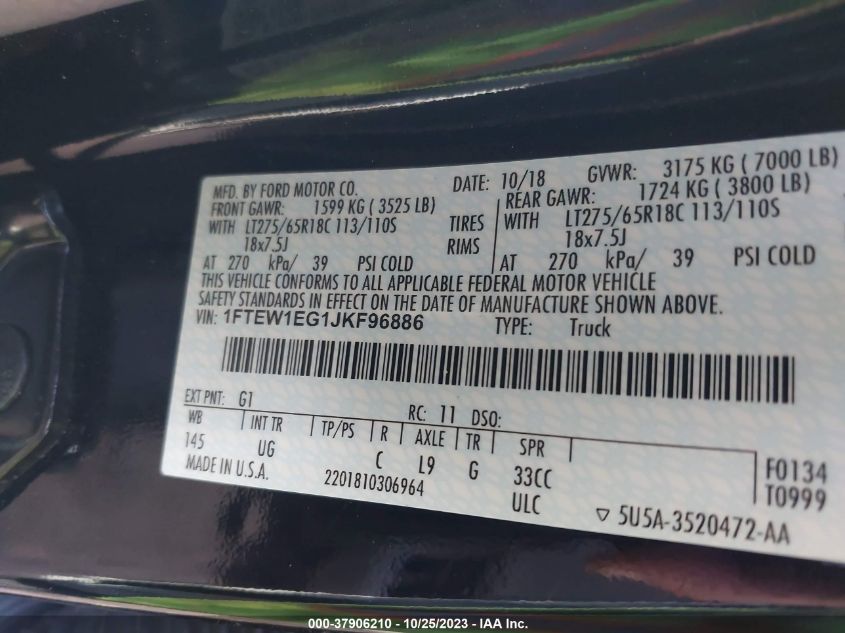 MFD. BY FORD MOTOR CO. DATE: 10/18 GVWR: 3175 KG ( 7000 LB)
FRONT GAWR: 1599 KG ( 3525 LB) REAR GAWR: 1724 KG ( 3800 LB)
WITH LT275/65R18C 113/110S TIRES WITH LT275/65R18C 113/110S
18x7.5J RIMS 18x7.5J
AT 270 kPa/ 39 PSI COLD AT 270 kPa/ 39 PSI COLD
THIS VEHICLE CONFORMS TO ALL APPLICABLE FEDERAL MOTOR VEHICLE
SAFETY STANDARDS IN EFFECT ON THE DATE OF MANUFACTURE SHOWN ABOVE.
VIN: 1FTEW1EG1JKF96886 TYPE: Truck
EXT PNT: G1 RC: 11 DSO:
WB INT TR TP/PS R AXLE TR SPR
145 UG C L9 G 33CC F0134
MADE IN U.S.A. 2201810306964 ULC T0999
▽ 5U5A-3520472-AA
000-37906210 - 10/25/2023 - IAA Inc.